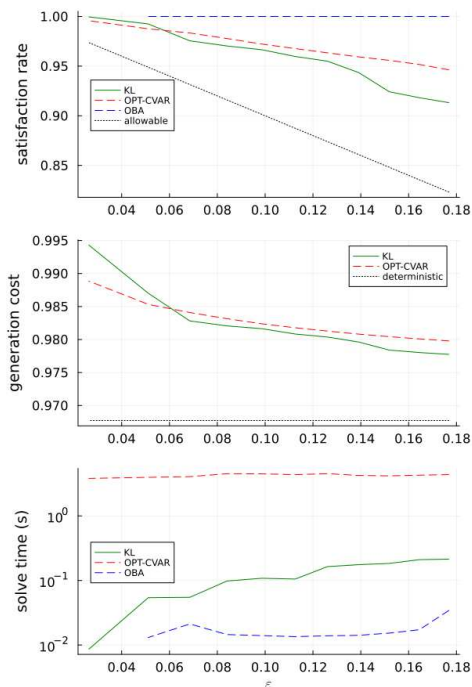 satisfaction rate
1.00
0.95
0.90
0.85
KL
OPT-CVAR
OBA
allowable
0.04 0.06 0.08 0.10 0.12 0.14 0.16 0.18
generation cost
0.995
0.990
0.985
0.980
0.975
0.970
KL
OPT-CVAR
deterministic
0.04 0.06 0.08 0.10 0.12 0.14 0.16 0.18
solve time (s)
10⁰
10⁻¹
10⁻²
KL
OPT-CVAR
OBA
0.04 0.06 0.08 0.10 0.12 0.14 0.16 0.18
ε